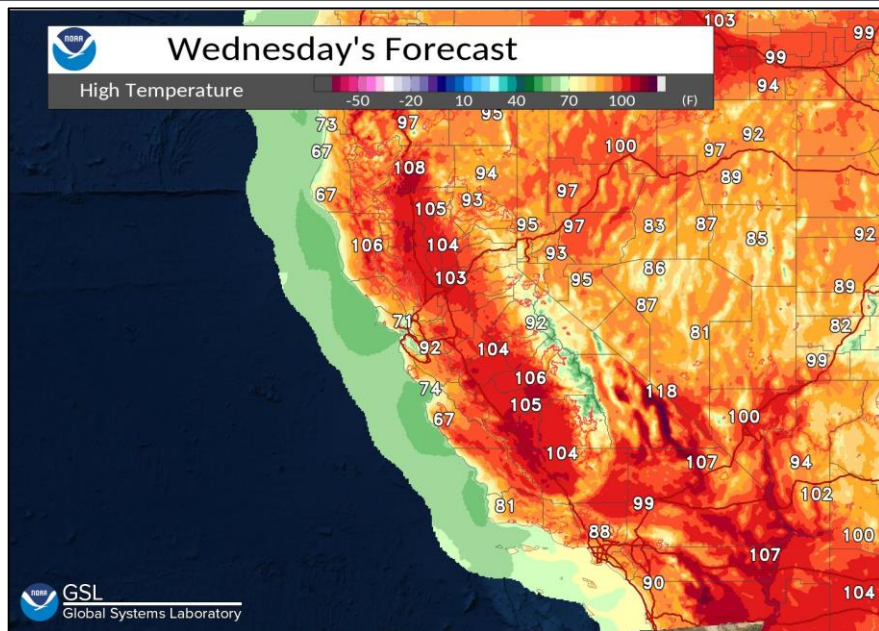 NOAA
Wednesday's Forecast
High Temperature
-50 -20 10 40 70 100 (F)
103
99
99
94
73 97 95
92
67 100 97
108 94 89
67 93 97
105
95 97 83 87 85 92
106 104 93
86
103 95 89
87
71 92 81 82
92 104 99
106
74 118
105 100
67
104 107 94
102
81 99
88 100
107
90 104
NOAA
GSL
Global Systems Laboratory